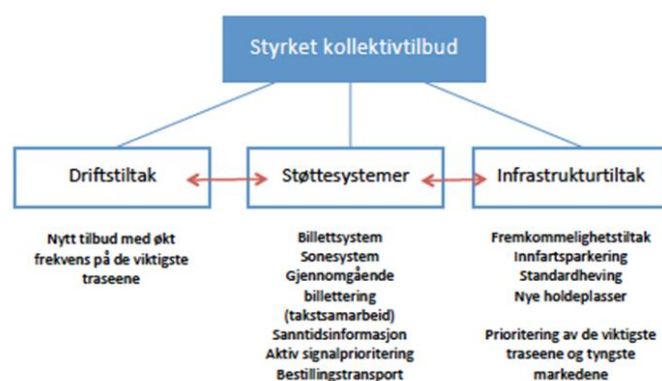 Styrket kollektivtilbud
Driftstiltak
Støttesystemer
Infrastrukturtiltak
Nytt tilbud med økt
frekvens på de viktigste
traseene
Billettsystem
Sonesystem
Gjennomgående
billettering
(takstsamarbeid)
Sanntidsinformasjon
Aktiv signalprioritering
Bestillingstransport
Fremkommelighetstiltak
Innfartsparkering
Standardheving
Nye holdeplasser
Prioritering av de viktigste
traseene og tyngste
markedene